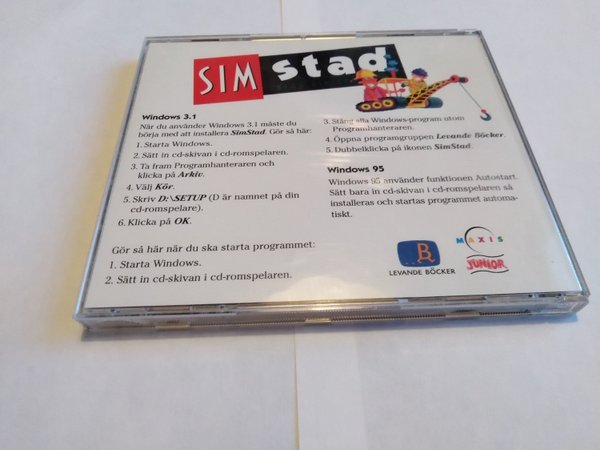 SIM stad
Windows 3.1
När du använder Windows 3.1 måste du
börja med att installera SimStad. Gör så här:
1. Starta Windows.
2. Sätt in cd-skivan i cd-romspelaren.
3. Ta fram Programhanteraren och
klicka på Arkiv.
4. Välj Kör.
5. Skriv D:\SETUP (D är namnet på din
cd-romspelare).
6. Klicka på OK.
Gör så här när du ska starta programmet:
1. Starta Windows.
2. Sätt in cd-skivan i cd-romspelaren.
3. Stäng alla Windows-program utom
Programhanteraren.
4. Öppna programgruppen Levande Böcker.
5. Dubbelklicka på ikonen SimStad.
Windows 95
Windows 95 använder funktionen Autostart.
Sätt bara in cd-skivan i cd-romspelaren så
installeras och startas programmet automa-
tiskt.
B
LEVANDE BÖCKER
MAXIS
JUNIOR